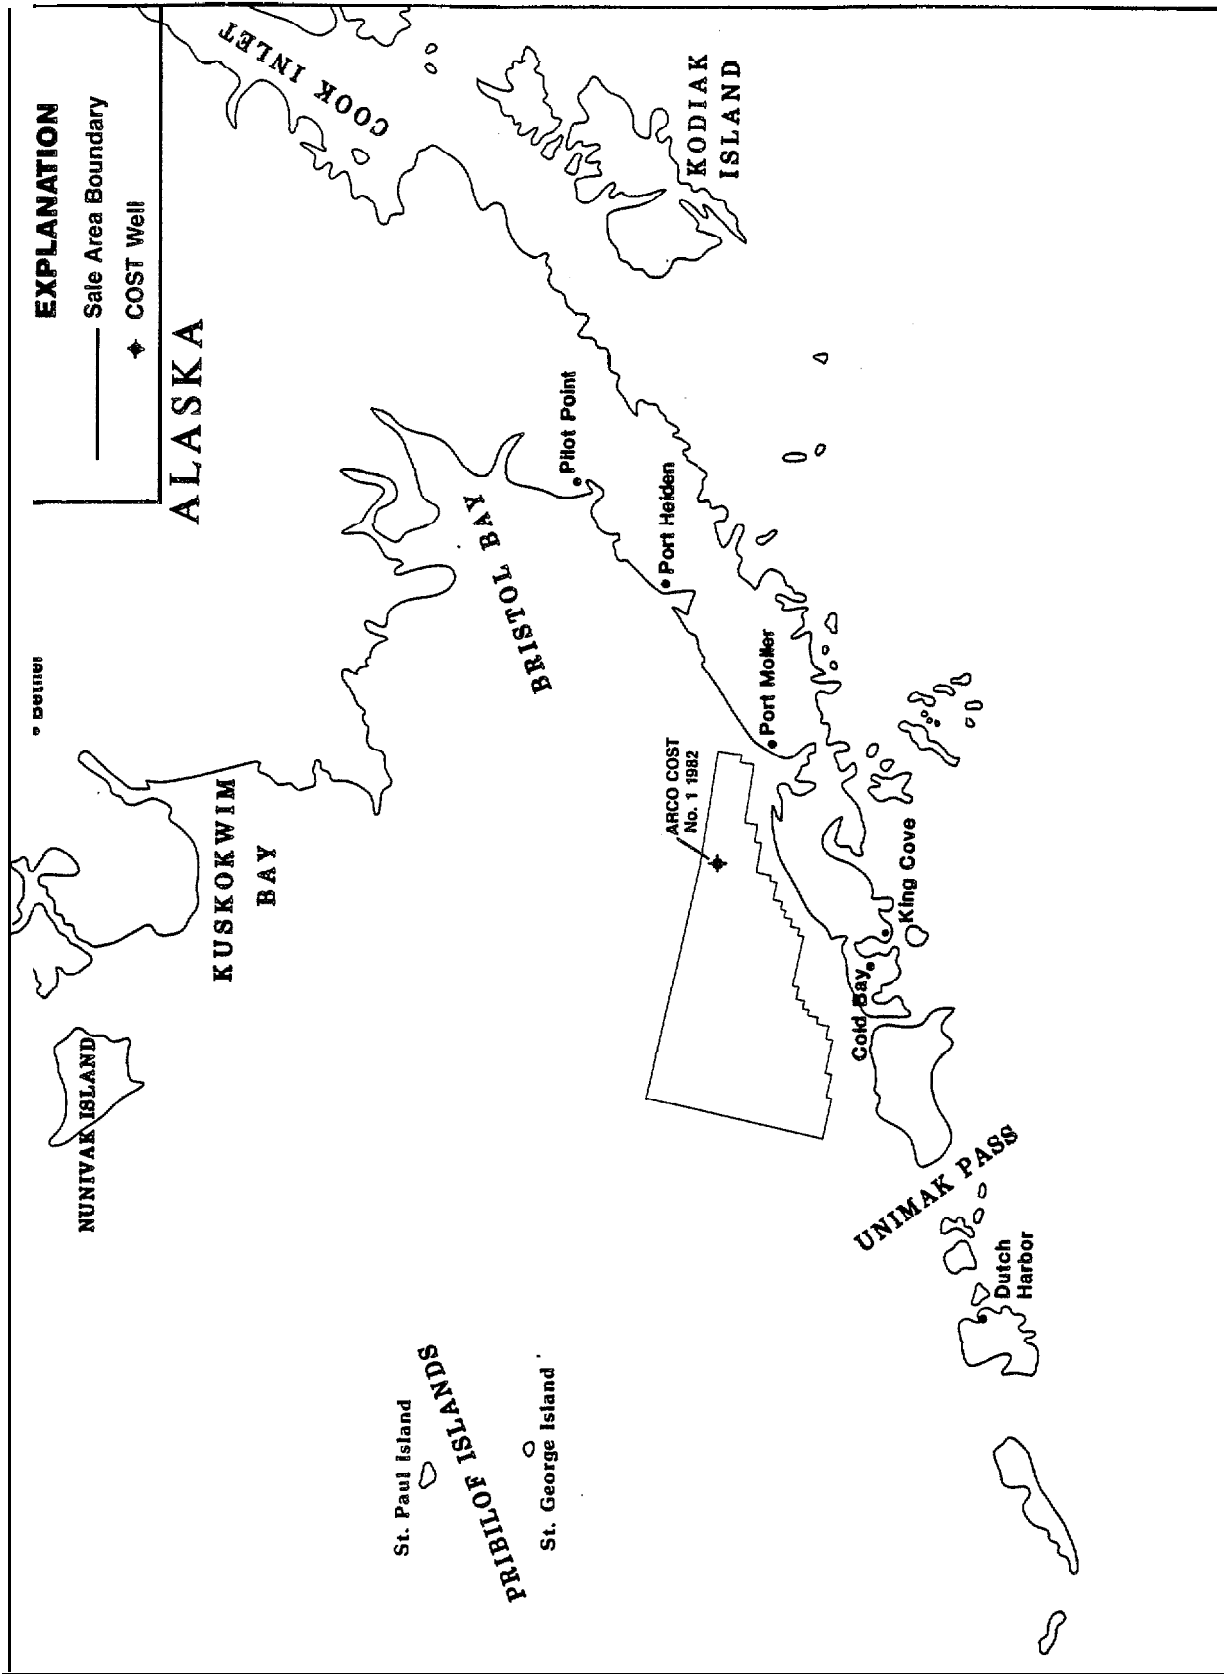 EXPLANATION
Sale Area Boundary
COST Well
ALASKA
COOK INLET
KODIAK
ISLAND
KUSKOKWIM
BAY
NUNIVAK ISLAND
BRISTOL BAY
Pilot Point
Port Heiden
Port Moller
ARCO COST
No. 1 1982
King Cove
Cold Bay
UNIMAK PASS
Dutch
Harbor
St. Paul Island
PRIBILOF ISLANDS
St. George Island